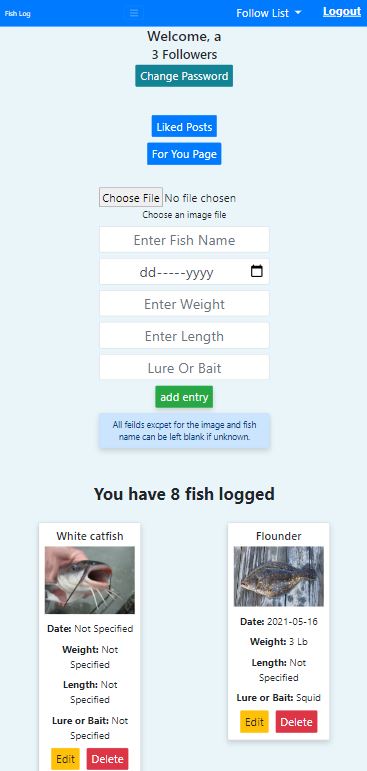 Fish Log
Follow List
Logout
Welcome, a
3 Followers
Change Password
Liked Posts
For You Page
Choose File No file chosen
Choose an image file
Enter Fish Name
dd-----yyyy
Enter Weight
Enter Length
Lure Or Bait
add entry
All feilds excpet for the image and fish
name can be left blank if unknown.
You have 8 fish logged
White catfish
Date: Not Specified
Weight: Not
Specified
Length: Not
Specified
Lure or Bait: Not
Specified
Edit
Delete
Flounder
Date: 2021-05-16
Weight: 3 Lb
Length: Not
Specified
Lure or Bait: Squid
Edit
Delete